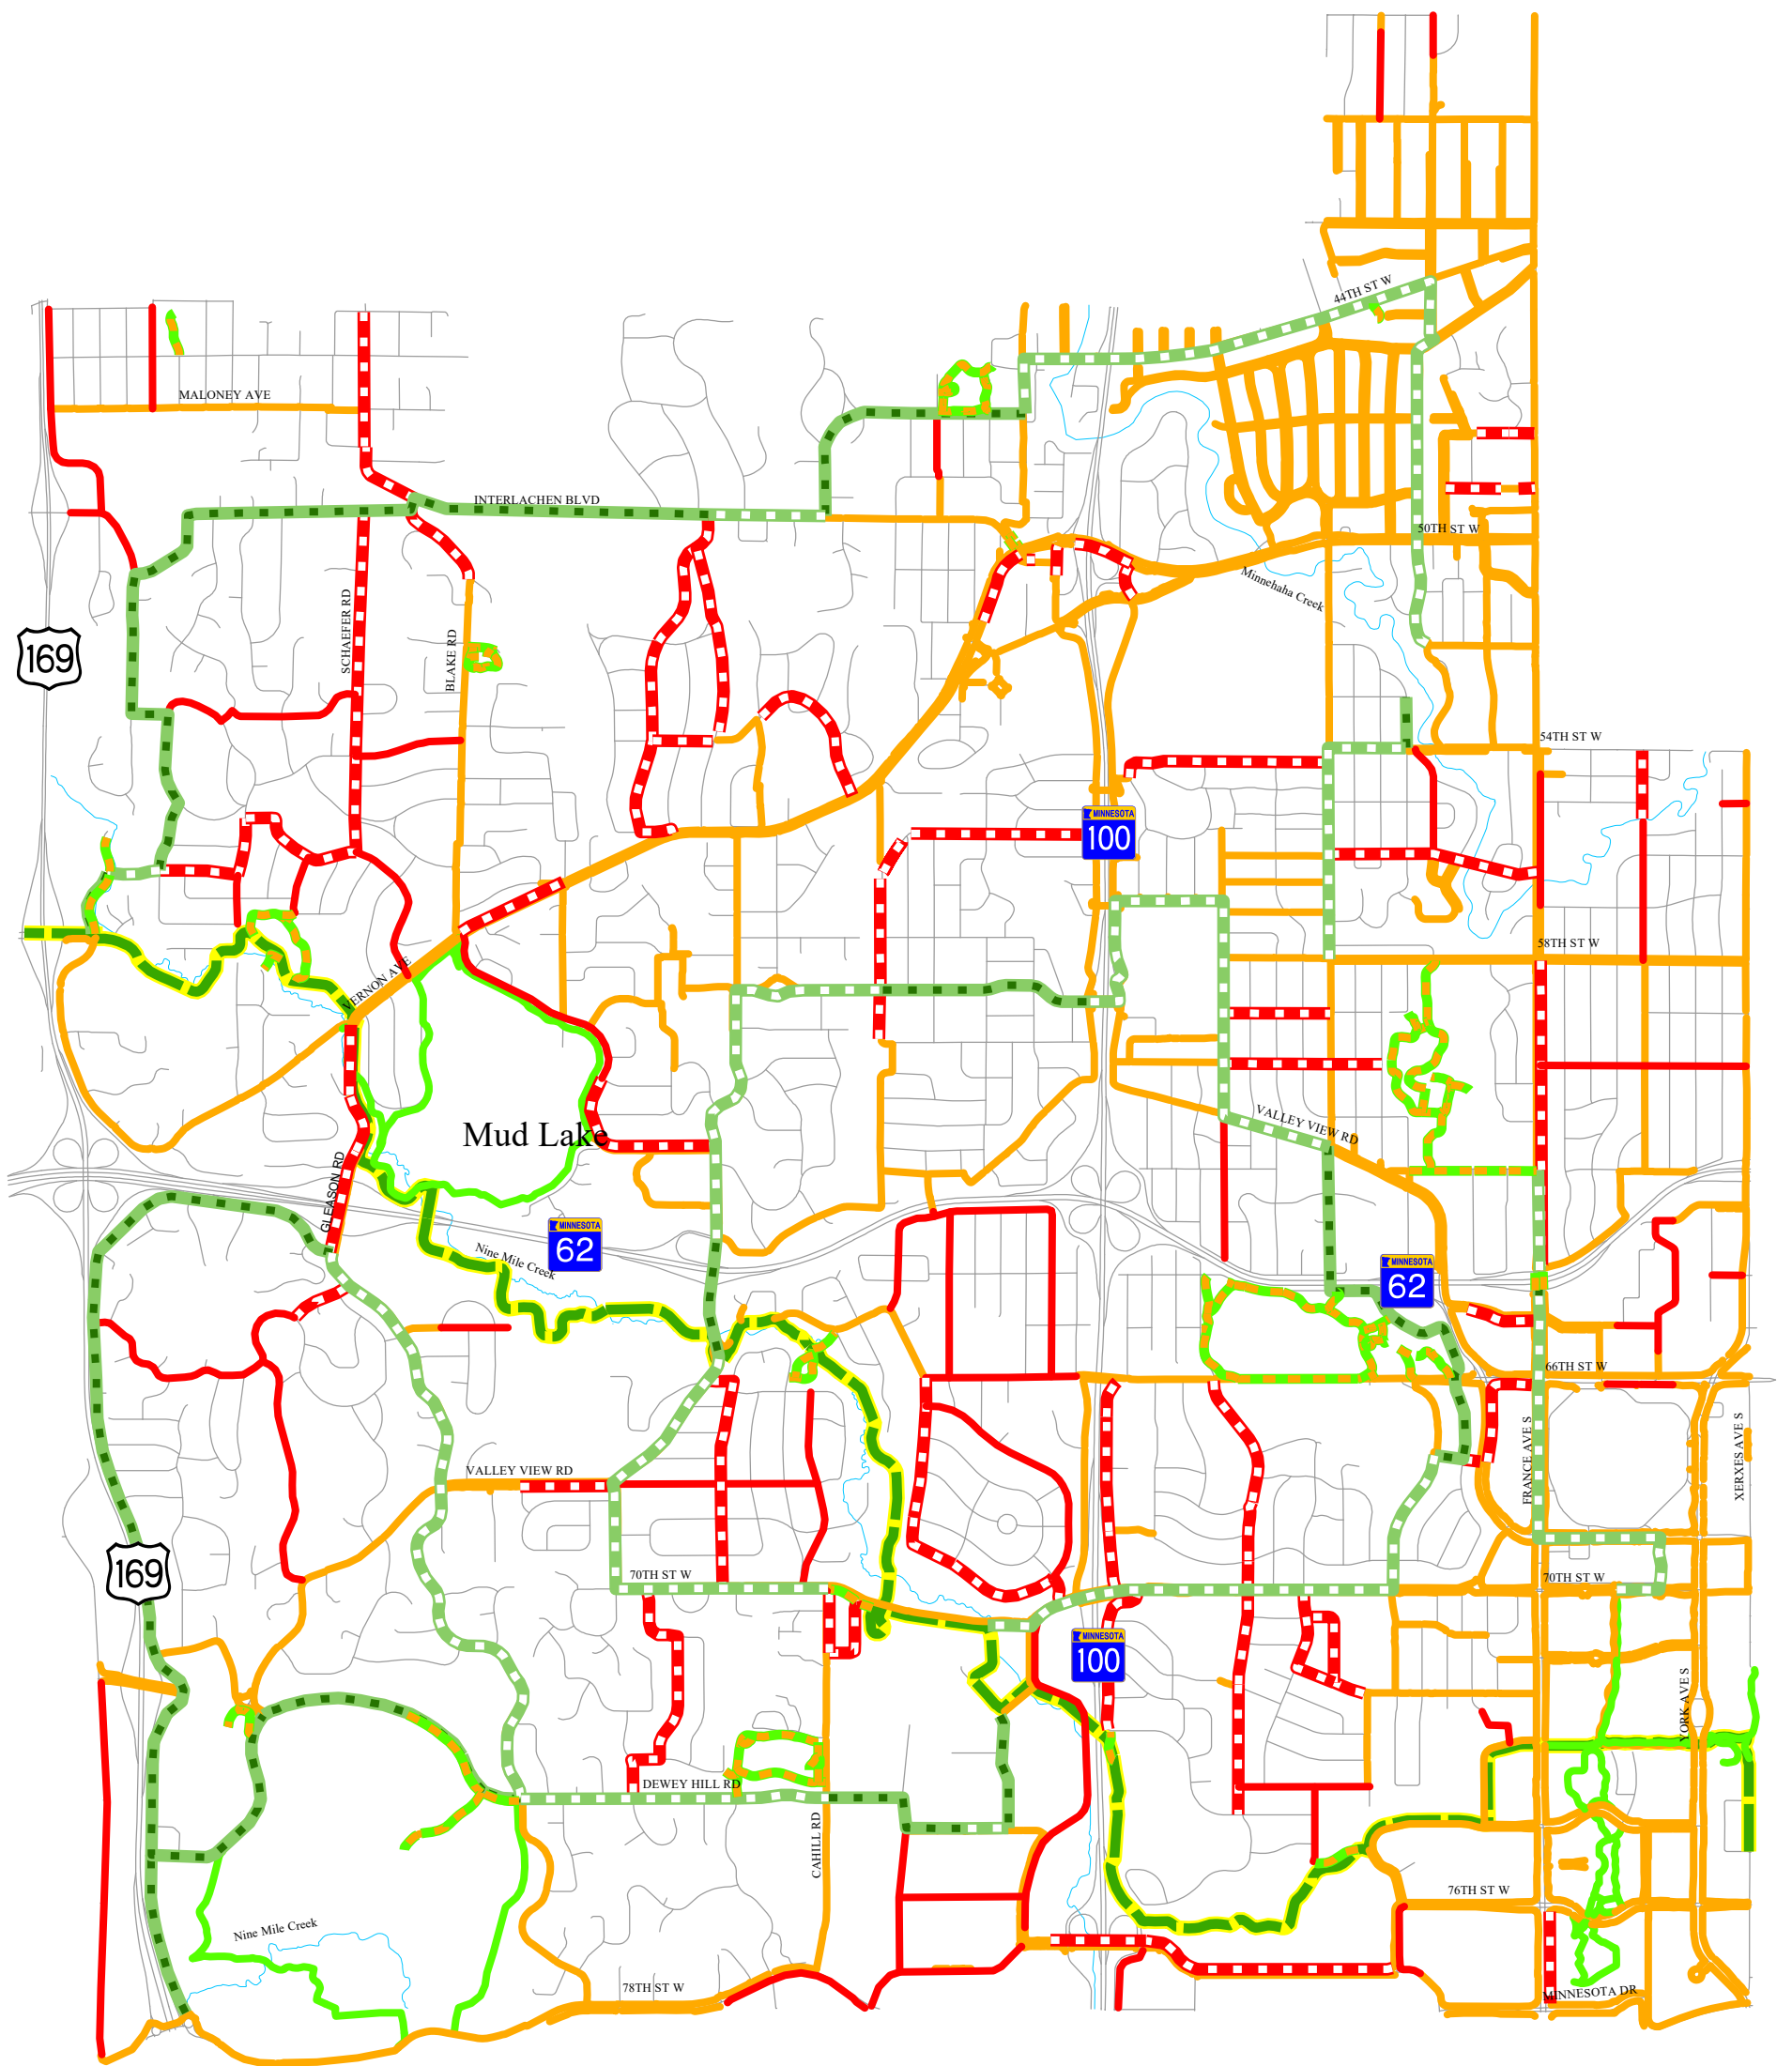 44TH ST W
MALONEY AVE
INTERLACHEN BLVD
50TH ST W
Minnehaha Creek
SCHAEFER RD
BLAKE RD
169
54TH ST W
MINNESOTA
100
58TH ST W
VERNON AVE
VALLEY VIEW RD
Mud Lake
GLEASON RD
MINNESOTA
62
Nine Mile Creek
MINNESOTA
62
66TH ST W
FRANCE AVE S
XERXES AVE S
VALLEY VIEW RD
169
70TH ST W
70TH ST W
MINNESOTA
100
YORK AVE S
DEWEY HILL RD
CAHILL RD
76TH ST W
Nine Mile Creek
78TH ST W
MINNESOTA DR